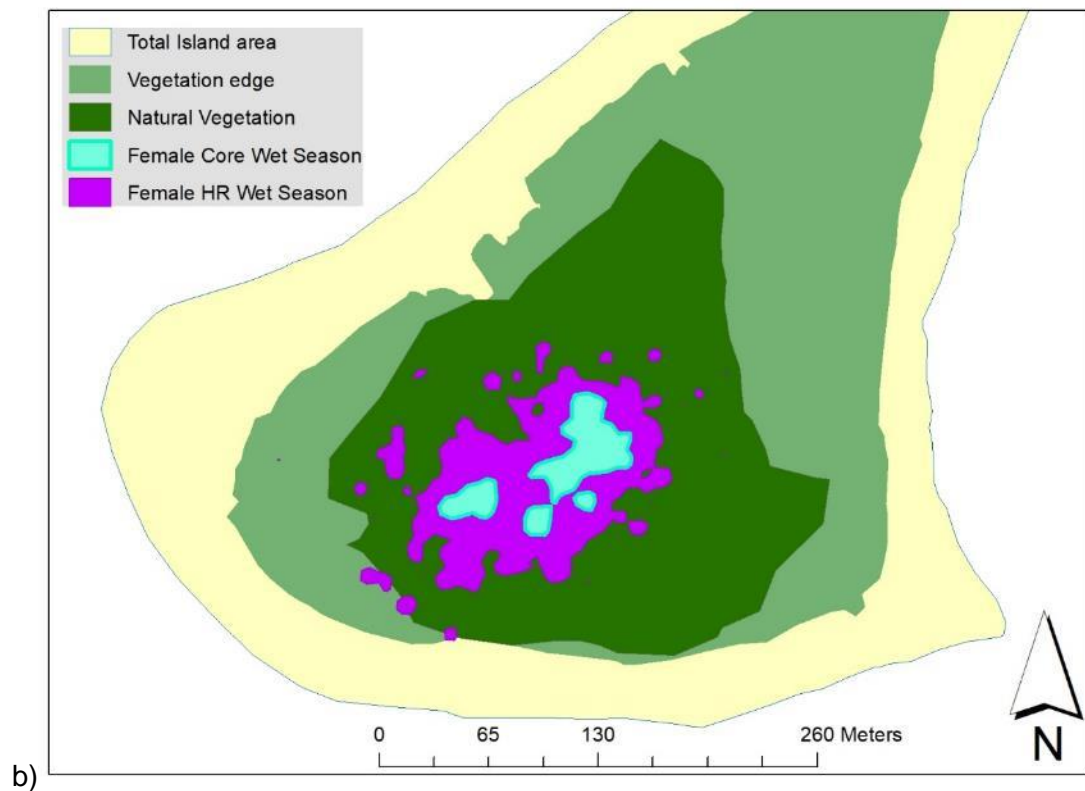 Total Island area
Vegetation edge
Natural Vegetation
Female Core Wet Season
Female HR Wet Season
0 65 130 260 Meters
N
b)